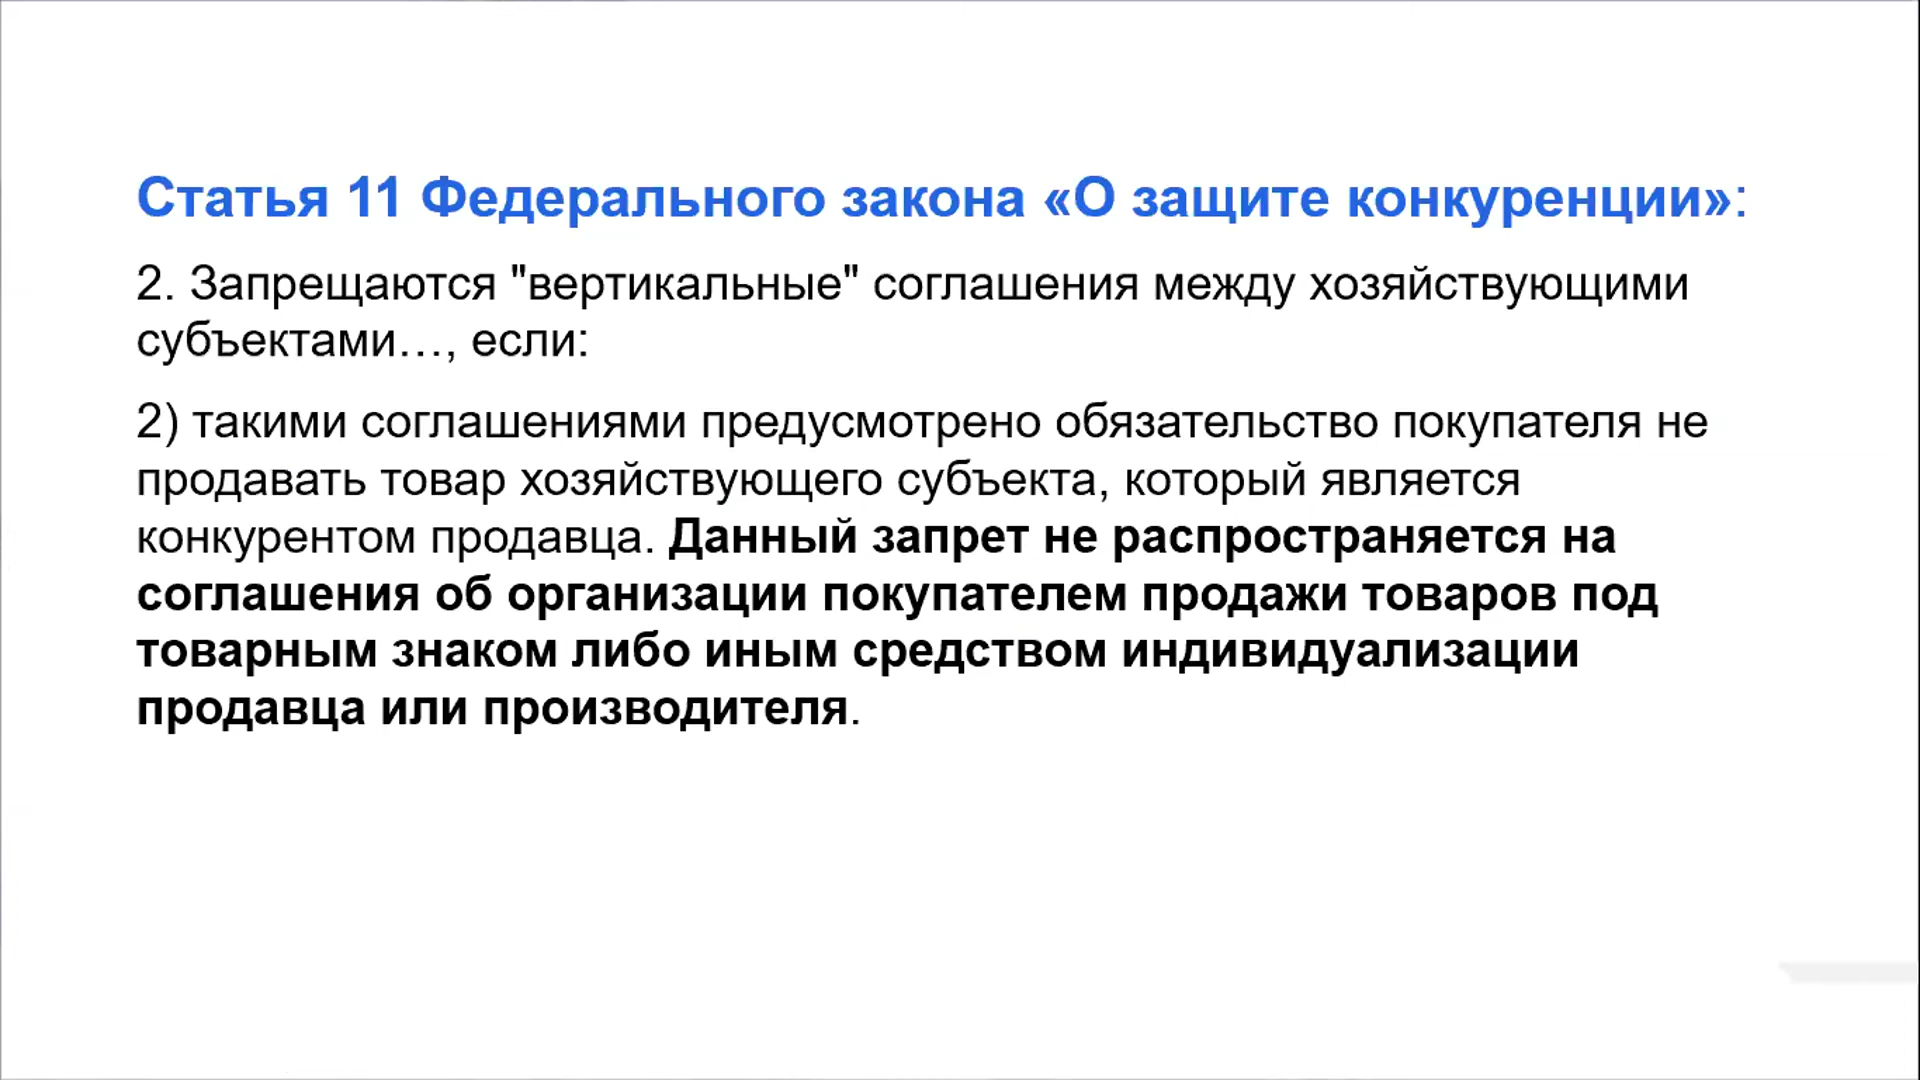 Статья 11 Федерального закона «О защите конкуренции»:
2. Запрещаются "вертикальные" соглашения между хозяйствующими
субъектами…, если:
2) такими соглашениями предусмотрено обязательство покупателя не
продавать товар хозяйствующего субъекта, который является
конкурентом продавца. Данный запрет не распространяется на
соглашения об организации покупателем продажи товаров под
товарным знаком либо иным средством индивидуализации
продавца или производителя.